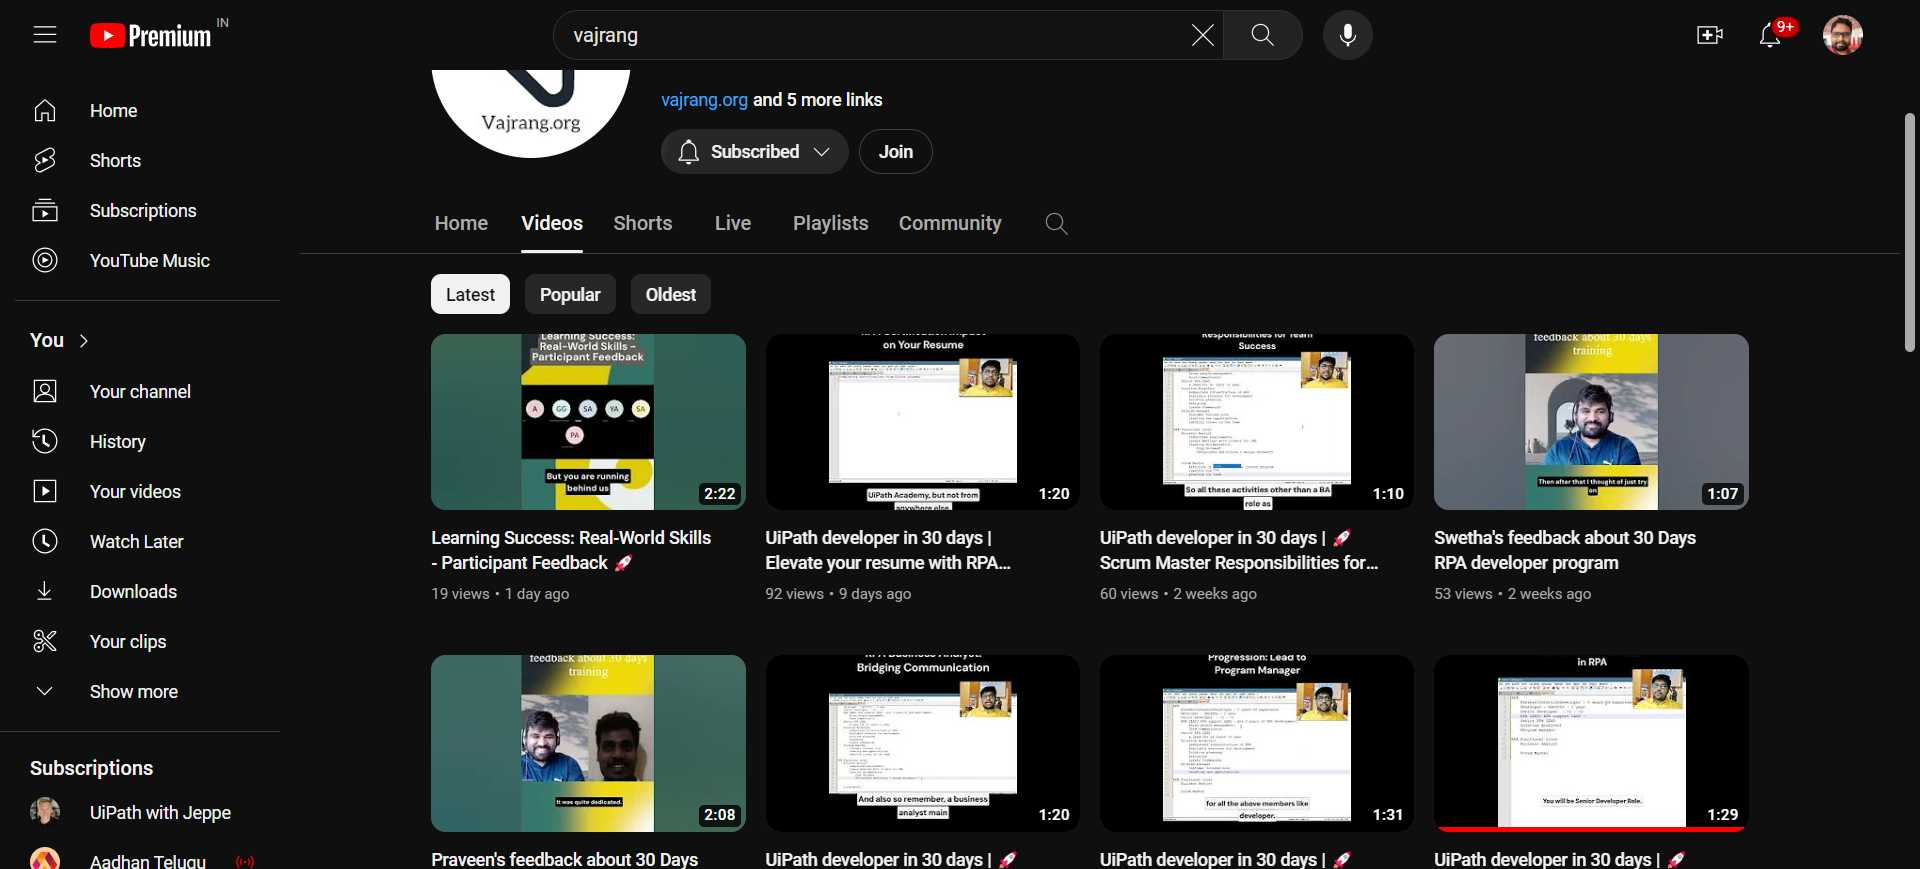 Premium IN
vajrang
9+
Home
Shorts
Subscriptions
YouTube Music
You
Your channel
History
Your videos
Watch Later
Downloads
Your clips
Show more
Subscriptions
UiPath with Jeppe
Aadhan Telugu
Vajrang.org
vajrang.org and 5 more links
Subscribed
Join
Home Videos Shorts Live Playlists Community
Latest Popular Oldest
Learning Success:
Real-World Skills -
Participant Feedback
A GG SA YA SA
PA
But you are running
behind us
2:22
Learning Success: Real-World Skills
- Participant Feedback 🚀
19 views • 1 day ago
on Your Resume
UiPath Academy, but not from
anywhere else
1:20
UiPath developer in 30 days |
Elevate your resume with RPA...
92 views • 9 days ago
Responsibilities for Team
Success
So all these activities other than a BA
role as
1:10
UiPath developer in 30 days | 🚀
Scrum Master Responsibilities for...
60 views • 2 weeks ago
feedback about 30 days
training
Then after that I thought of just try
on
1:07
Swetha's feedback about 30 Days
RPA developer program
53 views • 2 weeks ago
feedback about 30 days
training
It was quite dedicated.
2:08
Praveen's feedback about 30 Days
RPA Business Analyst:
Bridging Communication
And also so remember, a business
analyst main
1:20
UiPath developer in 30 days | 🚀
Progression: Lead to
Program Manager
for all the above members like
developer.
1:31
UiPath developer in 30 days | 🚀
in RPA
You will be Senior Developer Role.
1:29
UiPath developer in 30 days | 🚀